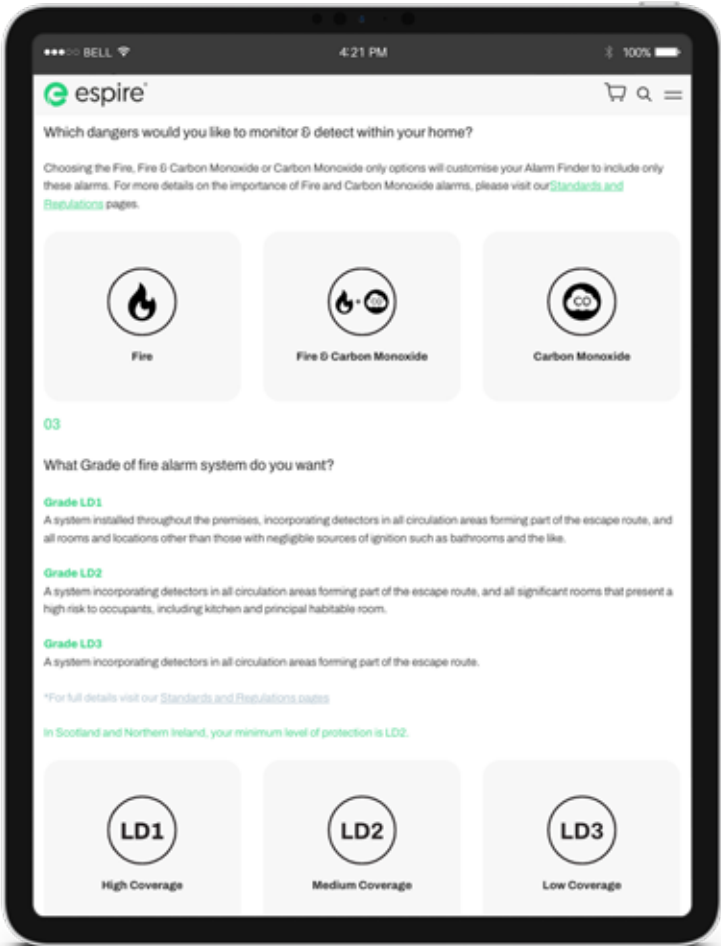 BELL 4:21 PM 100%
espire
Which dangers would you like to monitor & detect within your home?
Choosing the Fire, Fire & Carbon Monoxide or Carbon Monoxide only options will customise your Alarm Finder to include only
these alarms. For more details on the importance of Fire and Carbon Monoxide alarms, please visit ourStandards and
Regulations pages.
CO
CO
Fire
Fire & Carbon Monoxide
Carbon Monoxide
03
What Grade of fire alarm system do you want?
Grade LD1
A system installed throughout the premises, incorporating detectors in all circulation areas forming part of the escape route, and
all rooms and locations other than those with negligible sources of ignition such as bathrooms and the like.
Grade LD2
A system incorporating detectors in all circulation areas forming part of the escape route, and all significant rooms that present a
high risk to occupants, including kitchen and principal habitable room.
Grade LD3
A system incorporating detectors in all circulation areas forming part of the escape route.
*For full details visit our Standards and Regulations pages
In Scotland and Northern Ireland, your minimum level of protection is LD2.
LD1
LD2
LD3
High Coverage
Medium Coverage
Low Coverage